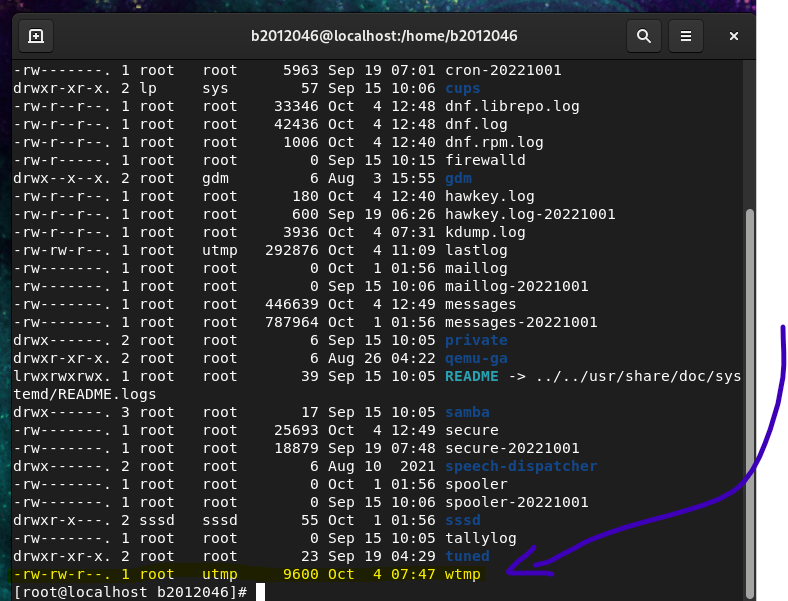 b2012046@localhost:/home/b2012046
-rw-------. 1 root   root     5963 Sep 19 07:01 cron-20221001
drwxr-xr-x. 2 lp     sys        57 Sep 15 10:06 cups
-rw-r--r--. 1 root   root    33346 Oct  4 12:48 dnf.librepo.log
-rw-r--r--. 1 root   root    42436 Oct  4 12:48 dnf.log
-rw-r--r--. 1 root   root     1006 Oct  4 12:40 dnf.rpm.log
-rw-r-----. 1 root   root        0 Sep 15 10:15 firewalld
drwx--x--x. 2 root   gdm         6 Aug  3 15:55 gdm
-rw-r--r--. 1 root   root      180 Oct  4 12:40 hawkey.log
-rw-r--r--. 1 root   root      600 Sep 19 06:26 hawkey.log-20221001
-rw-r--r--. 1 root   root     3936 Oct  4 07:31 kdump.log
-rw-rw-r--. 1 root   utmp   292876 Oct  4 11:09 lastlog
-rw-------. 1 root   root        0 Oct  1 01:56 maillog
-rw-------. 1 root   root        0 Sep 15 10:06 maillog-20221001
-rw-------. 1 root   root   446639 Oct  4 12:49 messages
-rw-------. 1 root   root   787964 Oct  1 01:56 messages-20221001
drwx------. 2 root   root        6 Sep 15 10:05 private
drwxr-xr-x. 2 root   root        6 Aug 26 04:22 qemu-ga
lrwxrwxrwx. 1 root   root       39 Sep 15 10:05 README -> ../../usr/share/doc/sys
temd/README.logs
drwx------. 3 root   root       17 Sep 15 10:05 samba
-rw-------. 1 root   root    25693 Oct  4 12:49 secure
-rw-------. 1 root   root    18879 Sep 19 07:48 secure-20221001
drwx------. 2 root   root        6 Aug 10  2021 speech-dispatcher
-rw-------. 1 root   root        0 Oct  1 01:56 spooler
-rw-------. 1 root   root        0 Sep 15 10:06 spooler-20221001
drwxr-x---. 2 sssd   sssd       55 Oct  1 01:56 sssd
-rw-------. 1 root   root        0 Sep 15 10:05 tallylog
drwxr-xr-x. 2 root   root       23 Sep 19 04:29 tuned
-rw-rw-r--. 1 root   utmp     9600 Oct  4 07:47 wtmp
[root@localhost b2012046]#